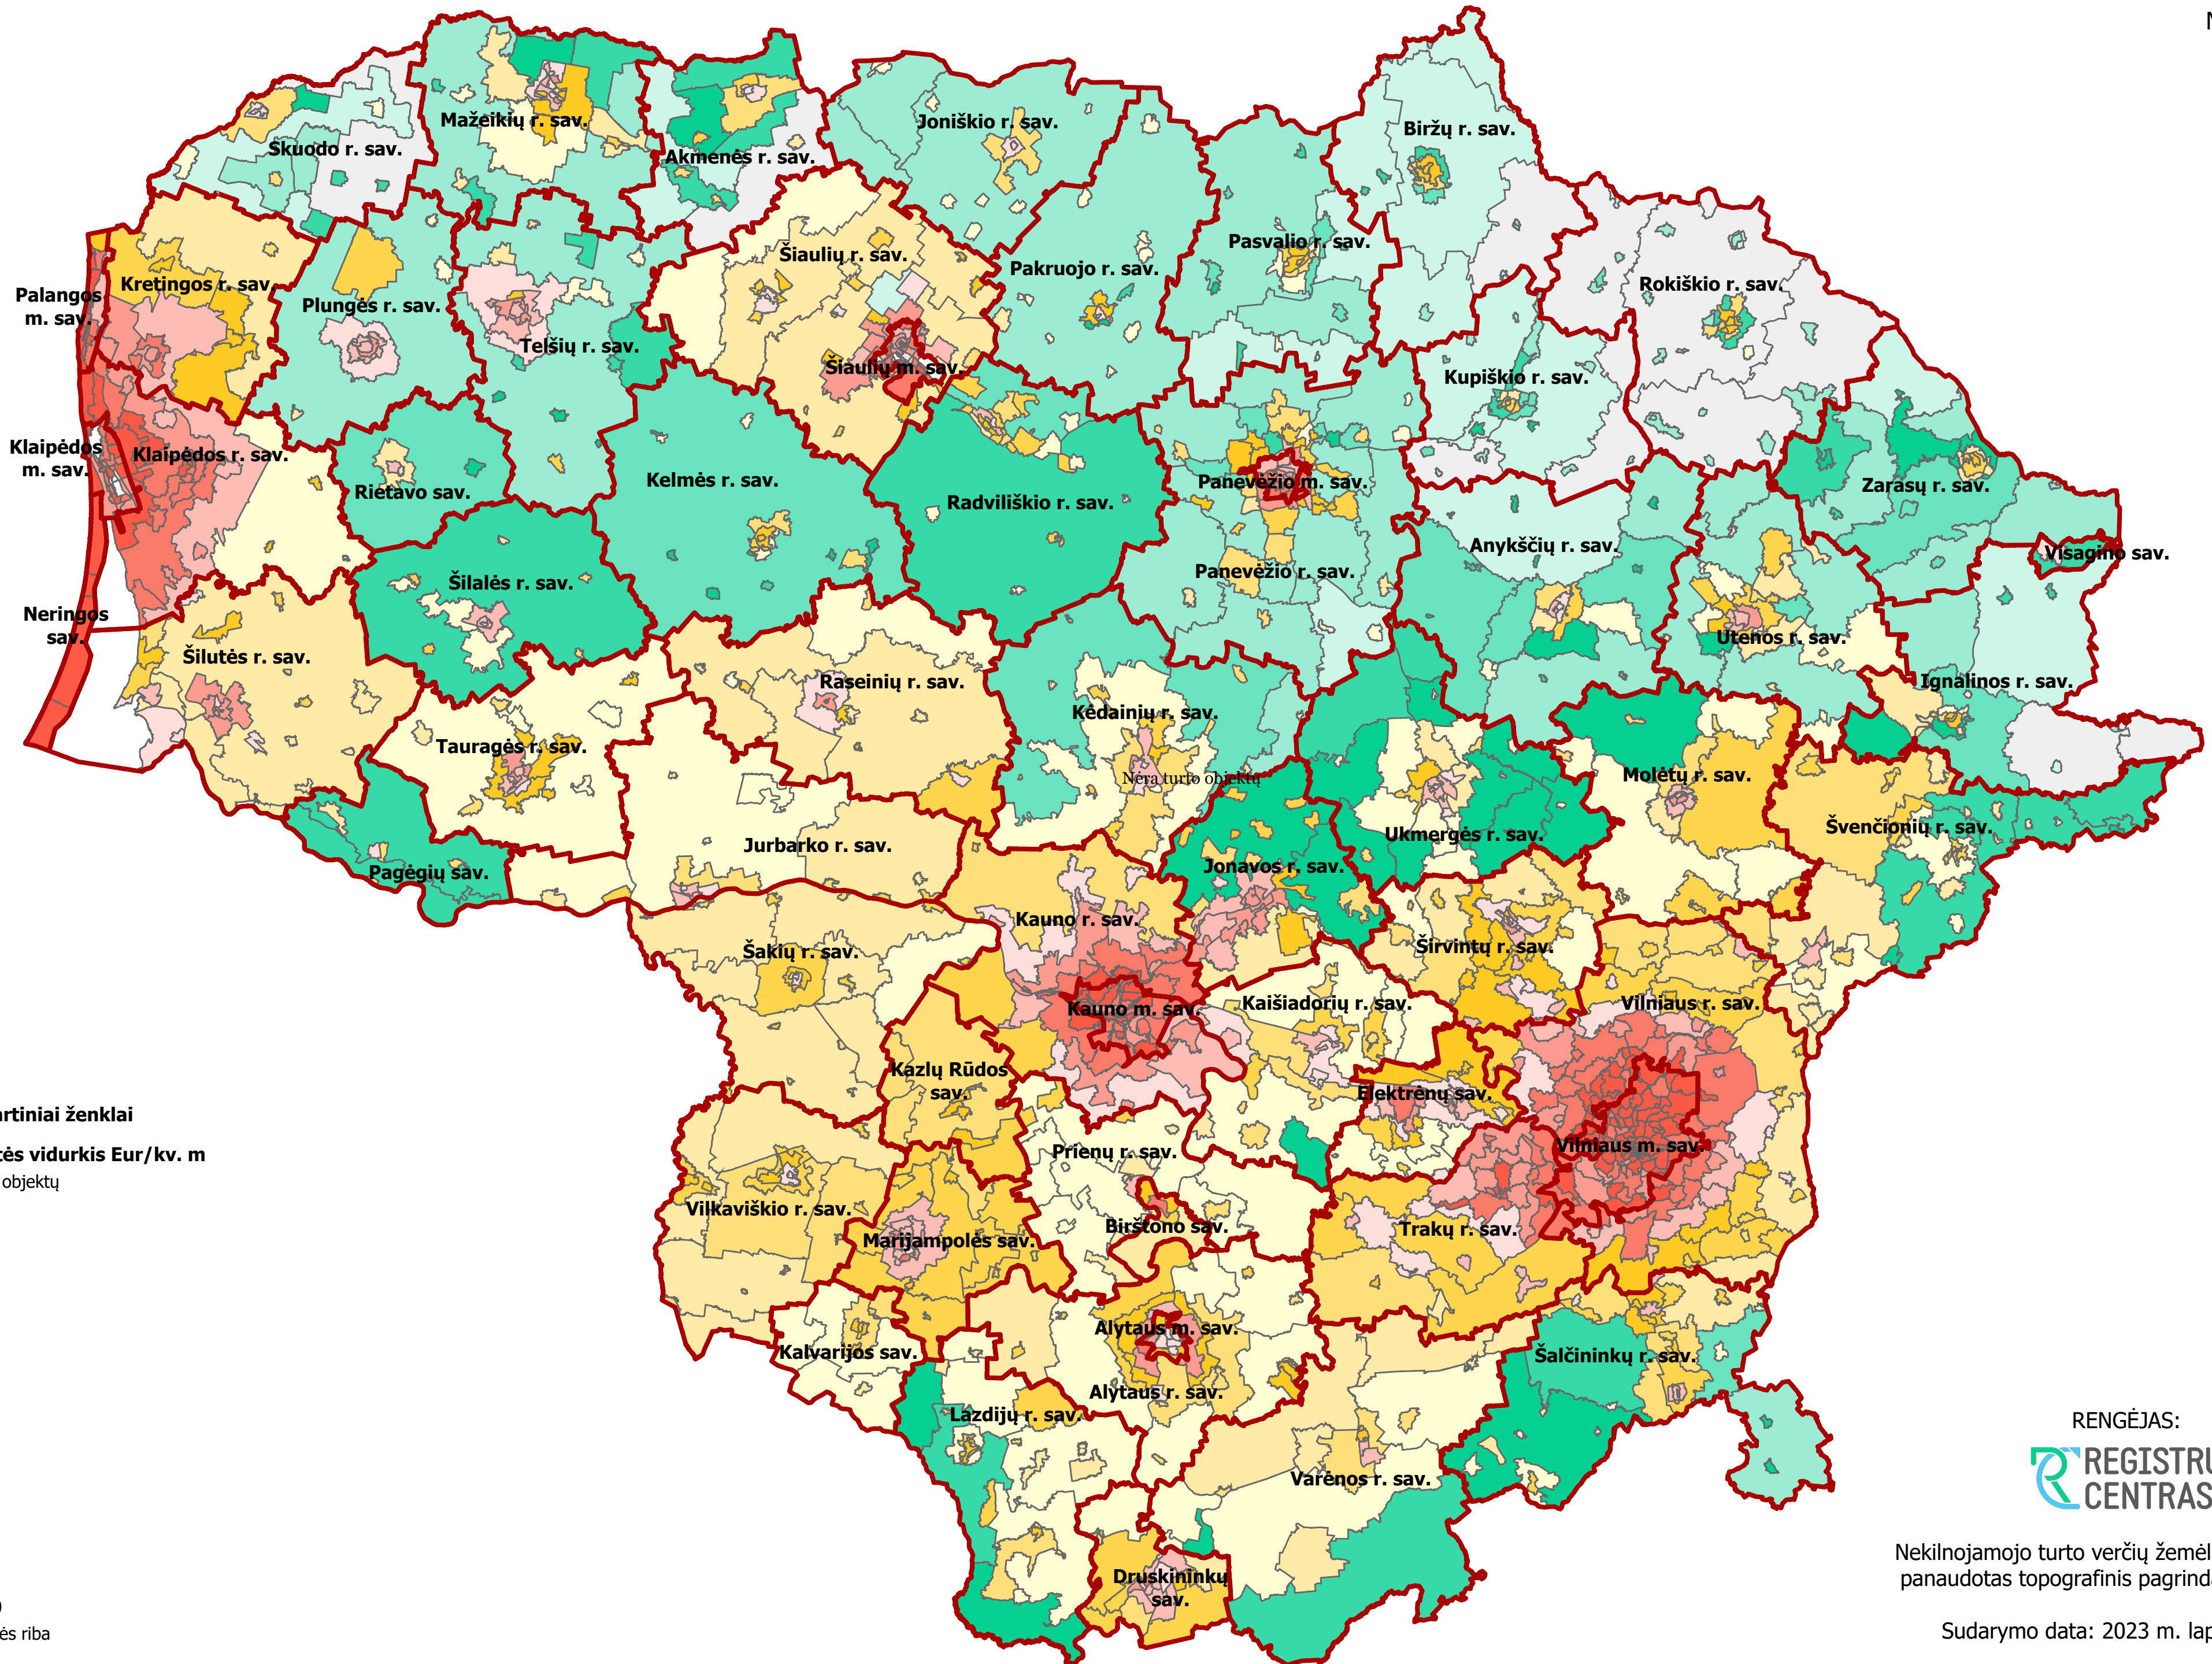 N
Mažeikių r. sav.
Skuodo r. sav.
Akmenės r. sav.
Joniškio r. sav.
Biržų r. sav.
Šiaulių r. sav.
Pakruojo r. sav.
Pasvalio r. sav.
Rokiškio r. sav.
Palangos
m. sav.
Kretingos r. sav.
Plungės r. sav.
Telšių r. sav.
Šiaulių m. sav.
Kupiškio r. sav.
Klaipėdos
m. sav.
Klaipėdos r. sav.
Rietavo sav.
Kelmės r. sav.
Radviliškio r. sav.
Panevėžio m. sav.
Zarasų r. sav.
Anykščių r. sav.
Visagino sav.
Panevėžio r. sav.
Šilalės r. sav.
Neringos
sav.
Šilutės r. sav.
Utenos r. sav.
Raseinių r. sav.
Ignalinos r. sav.
Kėdainių r. sav.
Tauragės r. sav.
Nėra turto objektų
Molėtų r. sav.
Švenčionių r. sav.
Ukmergės r. sav.
Jurbarko r. sav.
Pagėgių sav.
Jonavos r. sav.
Kauno r. sav.
Šakių r. sav.
Širvintų r. sav.
Kauno m. sav.
Kaišiadorių r. sav.
Vilniaus r. sav.
Kazlų Rūdos
sav.
Elektrėnų sav.
artiniai ženklai
tės vidurkis Eur/kv. m
objektų
Prienų r. sav.
Vilniaus m. sav.
Vilkaviškio r. sav.
Birštono sav.
Trakų r. sav.
Marijampolės sav.
Alytaus m. sav.
Kalvarijos sav.
Šalčininkų r. sav.
Alytaus r. sav.
Lazdijų r. sav.
Varėnos r. sav.
RENGĖJAS:
REGISTRŲ
CENTRAS
Druskininkų
sav.
Nekilnojamojo turto verčių žemėl
panaudotas topografinis pagrinda
Sudarymo data: 2023 m. lap
ės riba